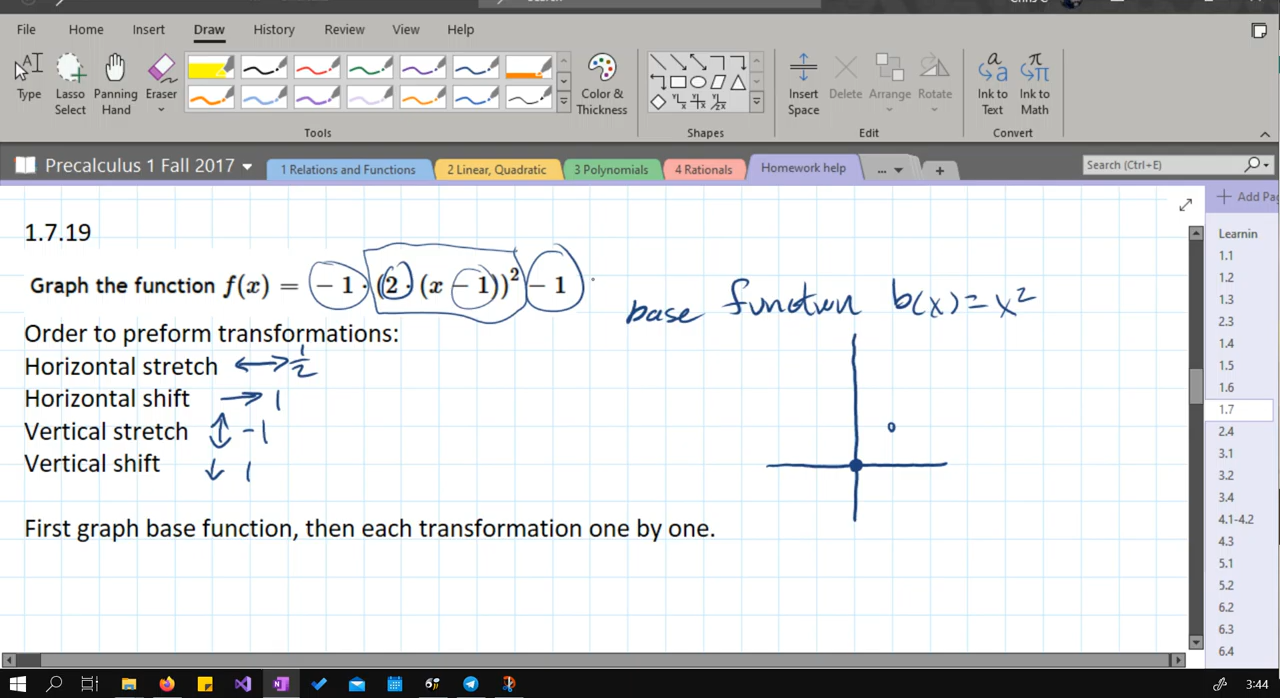 File Home Insert Draw History Review View Help
Type
Lasso Select
Panning Hand
Eraser
Color & Thickness
Insert Space
Delete
Arrange
Rotate
Ink to Text
Ink to Math
Tools Shapes Edit Convert
Precalculus 1 Fall 2017 1 Relations and Functions 2 Linear, Quadratic 3 Polynomials 4 Rationals Homework help ... + Search (Ctrl+E)
+ Add Pag
1.7.19
Graph the function f(x) = −1·(2·(x −1))² −1
base function b(x)=x²
Order to preform transformations:
Horizontal stretch ↔ 1/2
Horizontal shift → 1
Vertical stretch ↕ -1
Vertical shift ↓ 1
First graph base function, then each transformation one by one.
Learnin
1.1
1.2
1.3
2.3
1.4
1.5
1.6
1.7
2.4
3.1
3.2
3.4
4.1-4.2
4.3
5.1
5.2
6.2
6.3
6.4
3:44